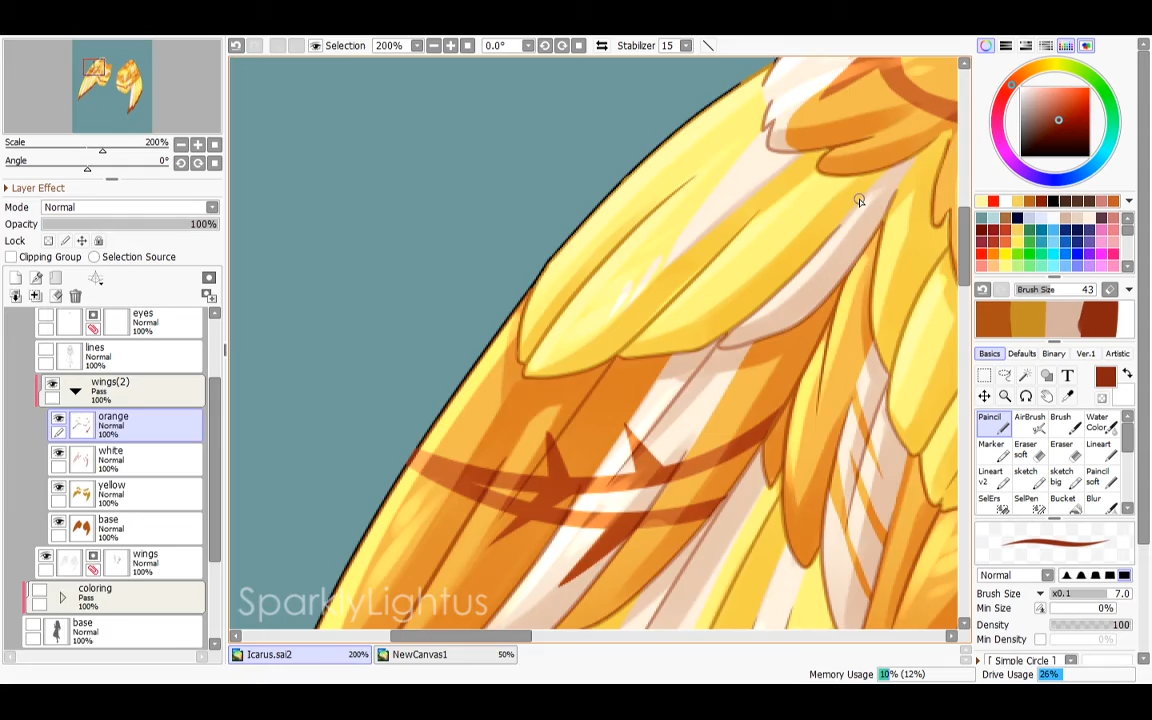 Selection 200% 0.0° Stabilizer 15
Scale 200%
Angle 0°
Layer Effect
Mode Normal
Opacity 100%
Lock
Clipping Group Selection Source
eyes
Normal
100%
lines
Normal
100%
wings(2)
Pass
100%
orange
Normal
100%
white
Normal
100%
yellow
Normal
100%
base
Normal
100%
wings
Normal
100%
coloring
Pass
100%
base
Normal
100%
SparklyLightus
Icarus.sai2 200% NewCanvas1 50%
Memory Usage 10% (12%) Drive Usage 26%
Brush Size 43
Basics Defaults Binary Ver.1 Artistic
T
Paincil AirBrush Brush Water Color
Marker Eraser soft Eraser Lineart
Lineart v2 sketch sketch big Paincil soft
SelErs SelPen Bucket Blur
Normal
Brush Size x0.1 7.0
Min Size 0%
Density 100
Min Density 0%
[ Simple Circle ]